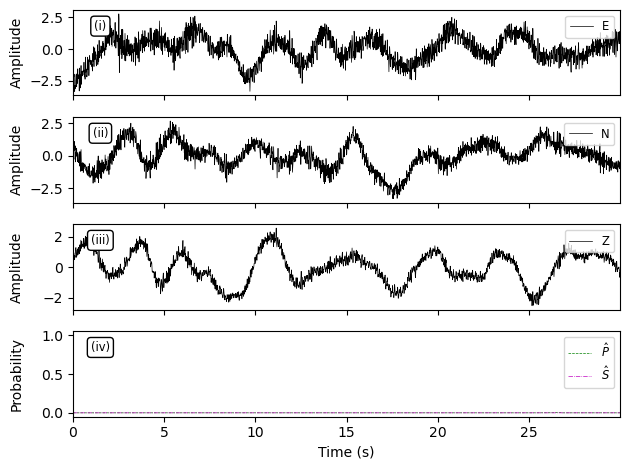 Amplitude
2.5
0.0
−2.5
(i)
E
Amplitude
2.5
0.0
−2.5
(ii)
N
Amplitude
2
0
−2
(iii)
Z
Probability
1.0
0.5
0.0
(iv)
P̂
Ŝ
0 5 10 15 20 25
Time (s)